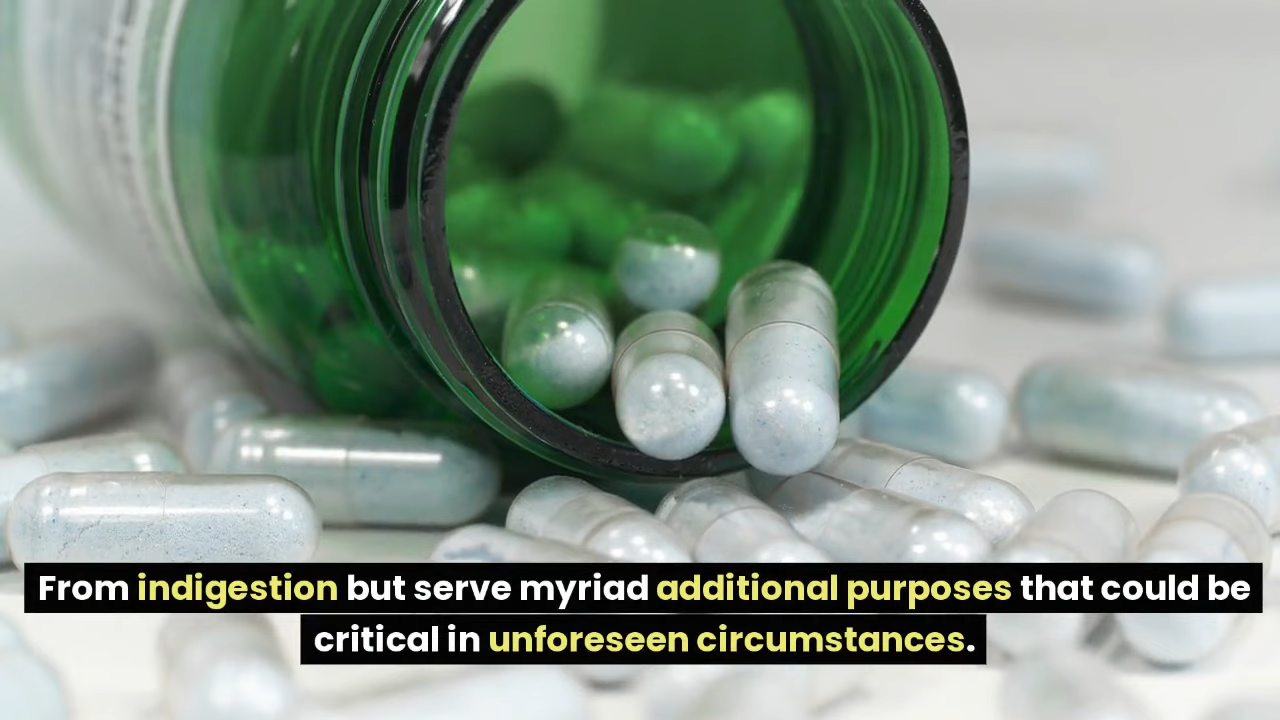 From indigestion but serve myriad additional purposes that could be
critical in unforeseen circumstances.